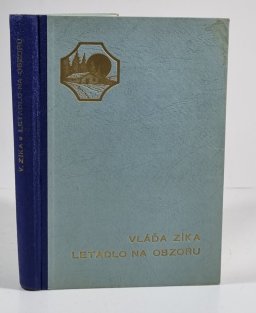 V. ZÍKA • LETADLO NA OBZORU
VLÁĎA ZÍKA
LETADLO NA OBZORU